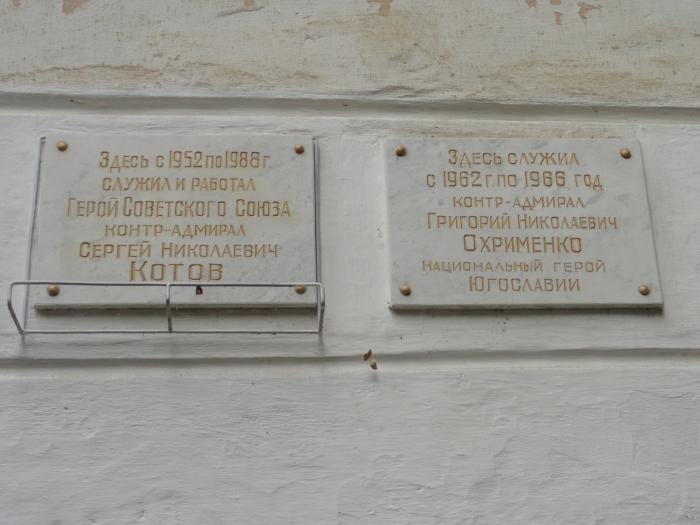 Здесь с 1952 по 1988 г.
служил и работал
Герой Советского Союза
контр-адмирал
Сергей Николаевич
Котов
Здесь служил
с 1962 г. по 1966 год
контр-адмирал
Григорий Николаевич
Охрименко
Национальный герой
Югославии